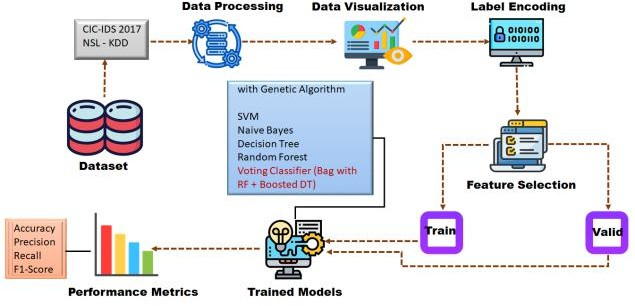 Data Processing
Data Visualization
Label Encoding
CIC-IDS 2017
NSL - KDD
010100
101010
with Genetic Algorithm
SVM
Naive Bayes
Decision Tree
Random Forest
Voting Classifier (Bag with
RF + Boosted DT)
Dataset
Feature Selection
Train
Valid
Accuracy
Precision
Recall
F1-Score
Performance Metrics
Trained Models